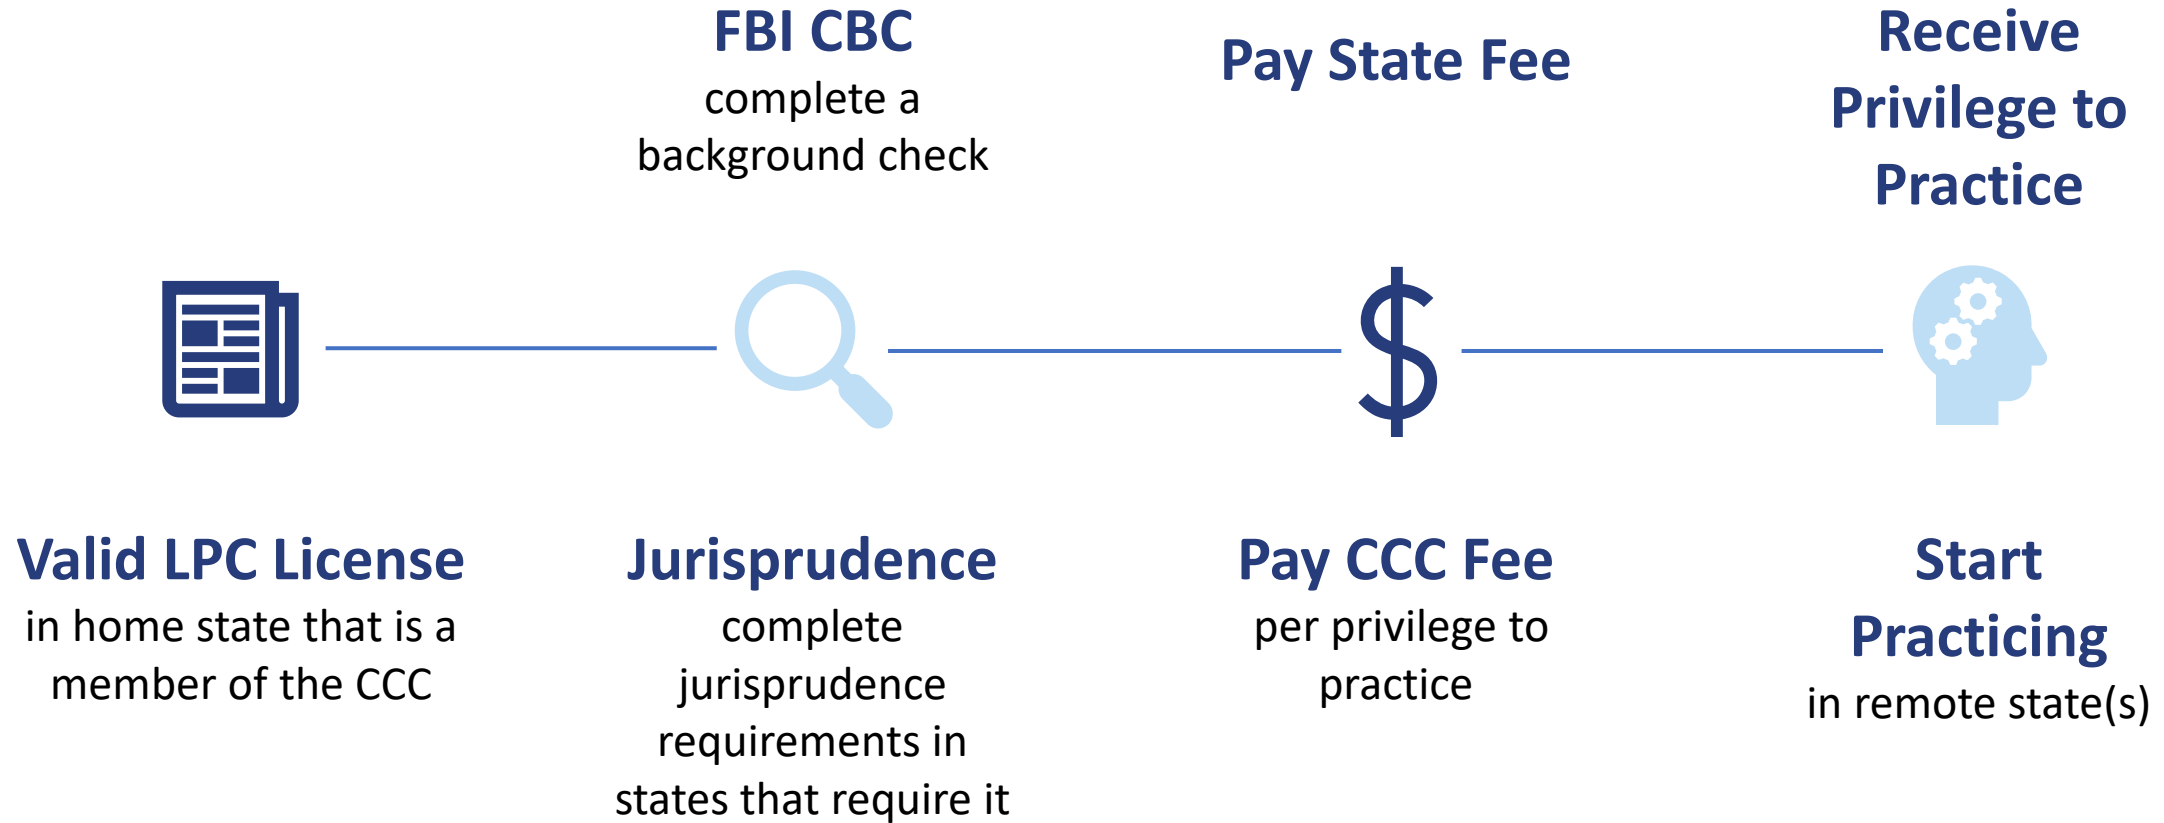 Valid LPC License
in home state that is a
member of the CCC
FBI CBC
complete a
background check
Jurisprudence
complete
jurisprudence
requirements in
states that require it
Pay State Fee
Pay CCC Fee
per privilege to
practice
Receive
Privilege to
Practice
Start
Practicing
in remote state(s)